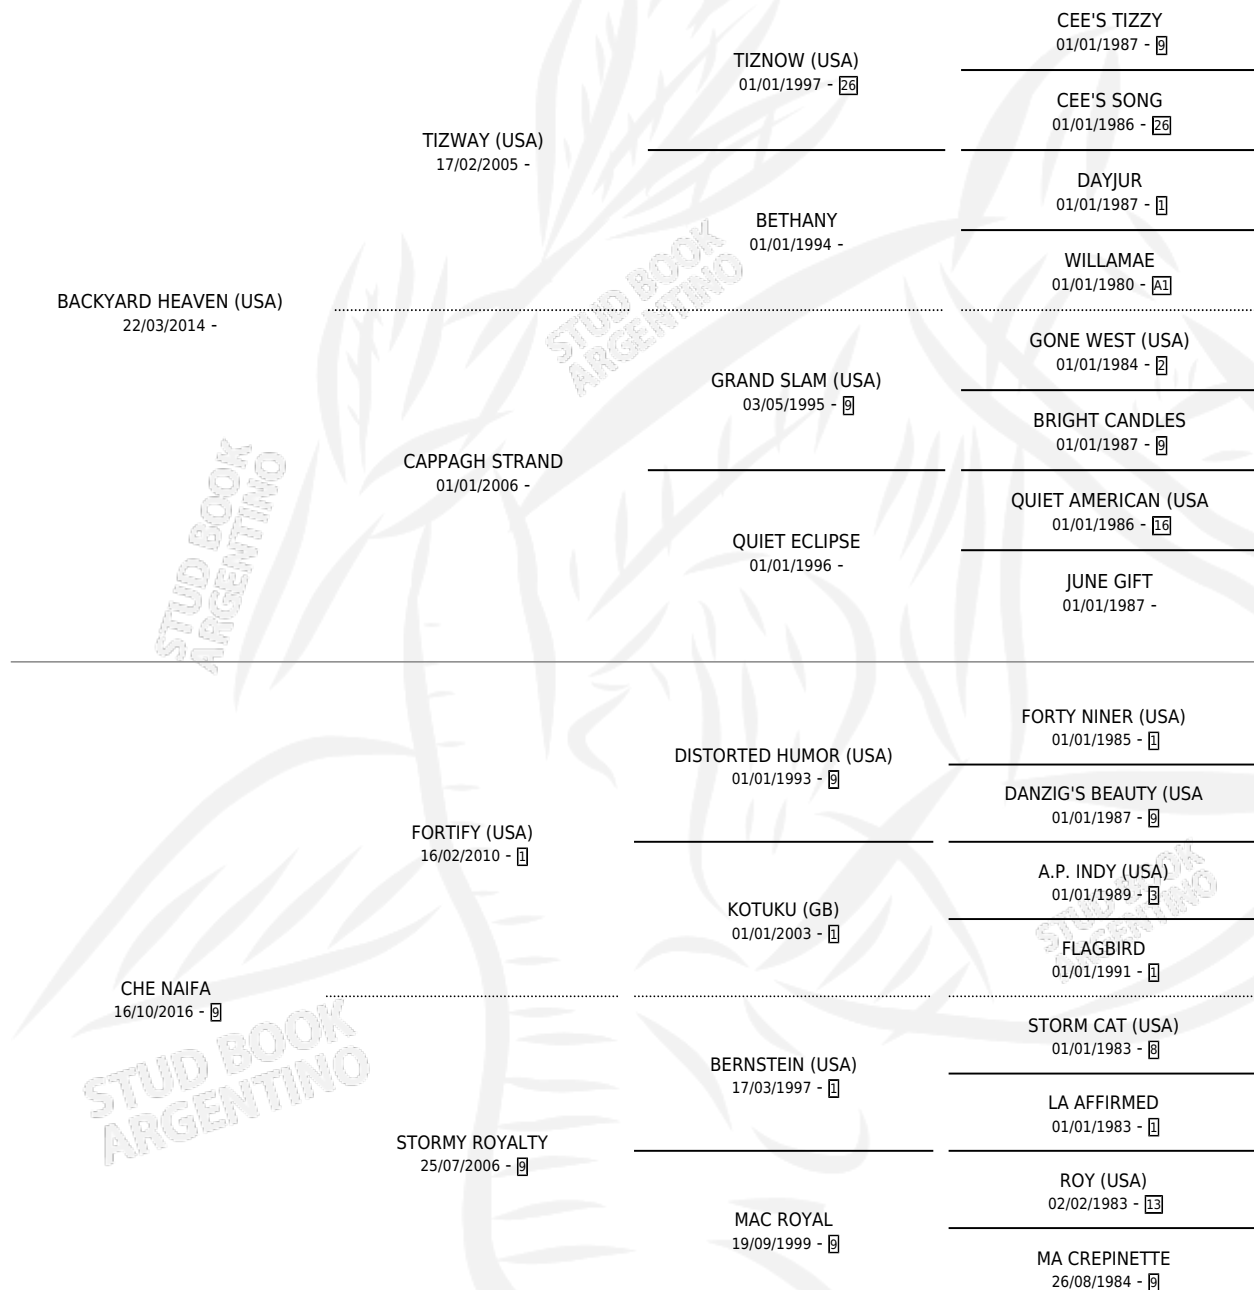 CEE'S TIZZY
01/01/1987 - 9
TIZNOW (USA)
01/01/1997 - 26
CEE'S SONG
01/01/1986 - 26
TIZWAY (USA)
17/02/2005 -
DAYJUR
01/01/1987 - 1
BETHANY
01/01/1994 -
WILLAMAE
01/01/1980 - A1
BACKYARD HEAVEN (USA)
22/03/2014 -
GONE WEST (USA)
01/01/1984 - 2
GRAND SLAM (USA)
03/05/1995 - 9
BRIGHT CANDLES
01/01/1987 - 9
CAPPAGH STRAND
01/01/2006 -
QUIET AMERICAN (USA
01/01/1986 - 16
QUIET ECLIPSE
01/01/1996 -
JUNE GIFT
01/01/1987 -
FORTY NINER (USA)
01/01/1985 - 1
DISTORTED HUMOR (USA)
01/01/1993 - 9
DANZIG'S BEAUTY (USA
01/01/1987 - 9
FORTIFY (USA)
16/02/2010 - 1
A.P. INDY (USA)
01/01/1989 - 3
KOTUKU (GB)
01/01/2003 - 1
FLAGBIRD
01/01/1991 - 1
CHE NAIFA
16/10/2016 - 9
STORM CAT (USA)
01/01/1983 - 8
BERNSTEIN (USA)
17/03/1997 - 1
LA AFFIRMED
01/01/1983 - 1
STORMY ROYALTY
25/07/2006 - 9
ROY (USA)
02/02/1983 - 13
MAC ROYAL
19/09/1999 - 9
MA CREPINETTE
26/08/1984 - 9
STUD BOOK
ARGENTINO
STUD BOOK
ARGENTINO
STUD BOOK
ARGENTINO
STUD BOOK
ARGENTINO